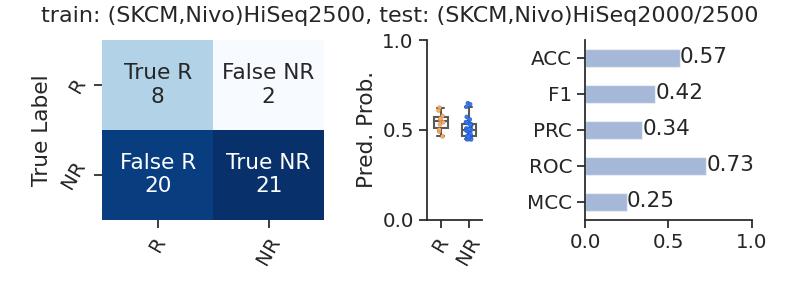 train: (SKCM,Nivo)HiSeq2500, test: (SKCM,Nivo)HiSeq2000/2500
True Label
R
NR
True R
8
False NR
2
False R
20
True NR
21
R
NR
Pred. Prob.
1.0
0.5
0.0
R
NR
ACC
0.57
F1
0.42
PRC
0.34
ROC
0.73
MCC
0.25
0.0
0.5
1.0